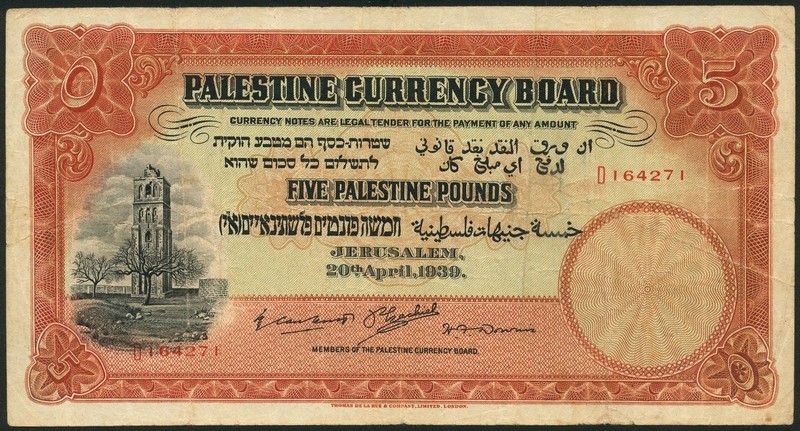 0
5
PALESTINE CURRENCY BOARD
CURRENCY NOTES ARE LEGAL TENDER FOR THE PAYMENT OF ANY AMOUNT
שטרות-כסף הם מטבע חוקית
לתשלום כל סכום שהוא
ان ورق النقد نقد قانوني
لدفع اي مبلغ كان
D 164271
FIVE PALESTINE POUNDS
חמשה פונטים פלשתינאיים (א״י)
خمسة جنيهات فلسطينية
JERUSALEM,
20th April, 1939.
D 164271
MEMBERS OF THE PALESTINE CURRENCY BOARD.
5
THOMAS DE LA RUE & COMPANY, LIMITED, LONDON.